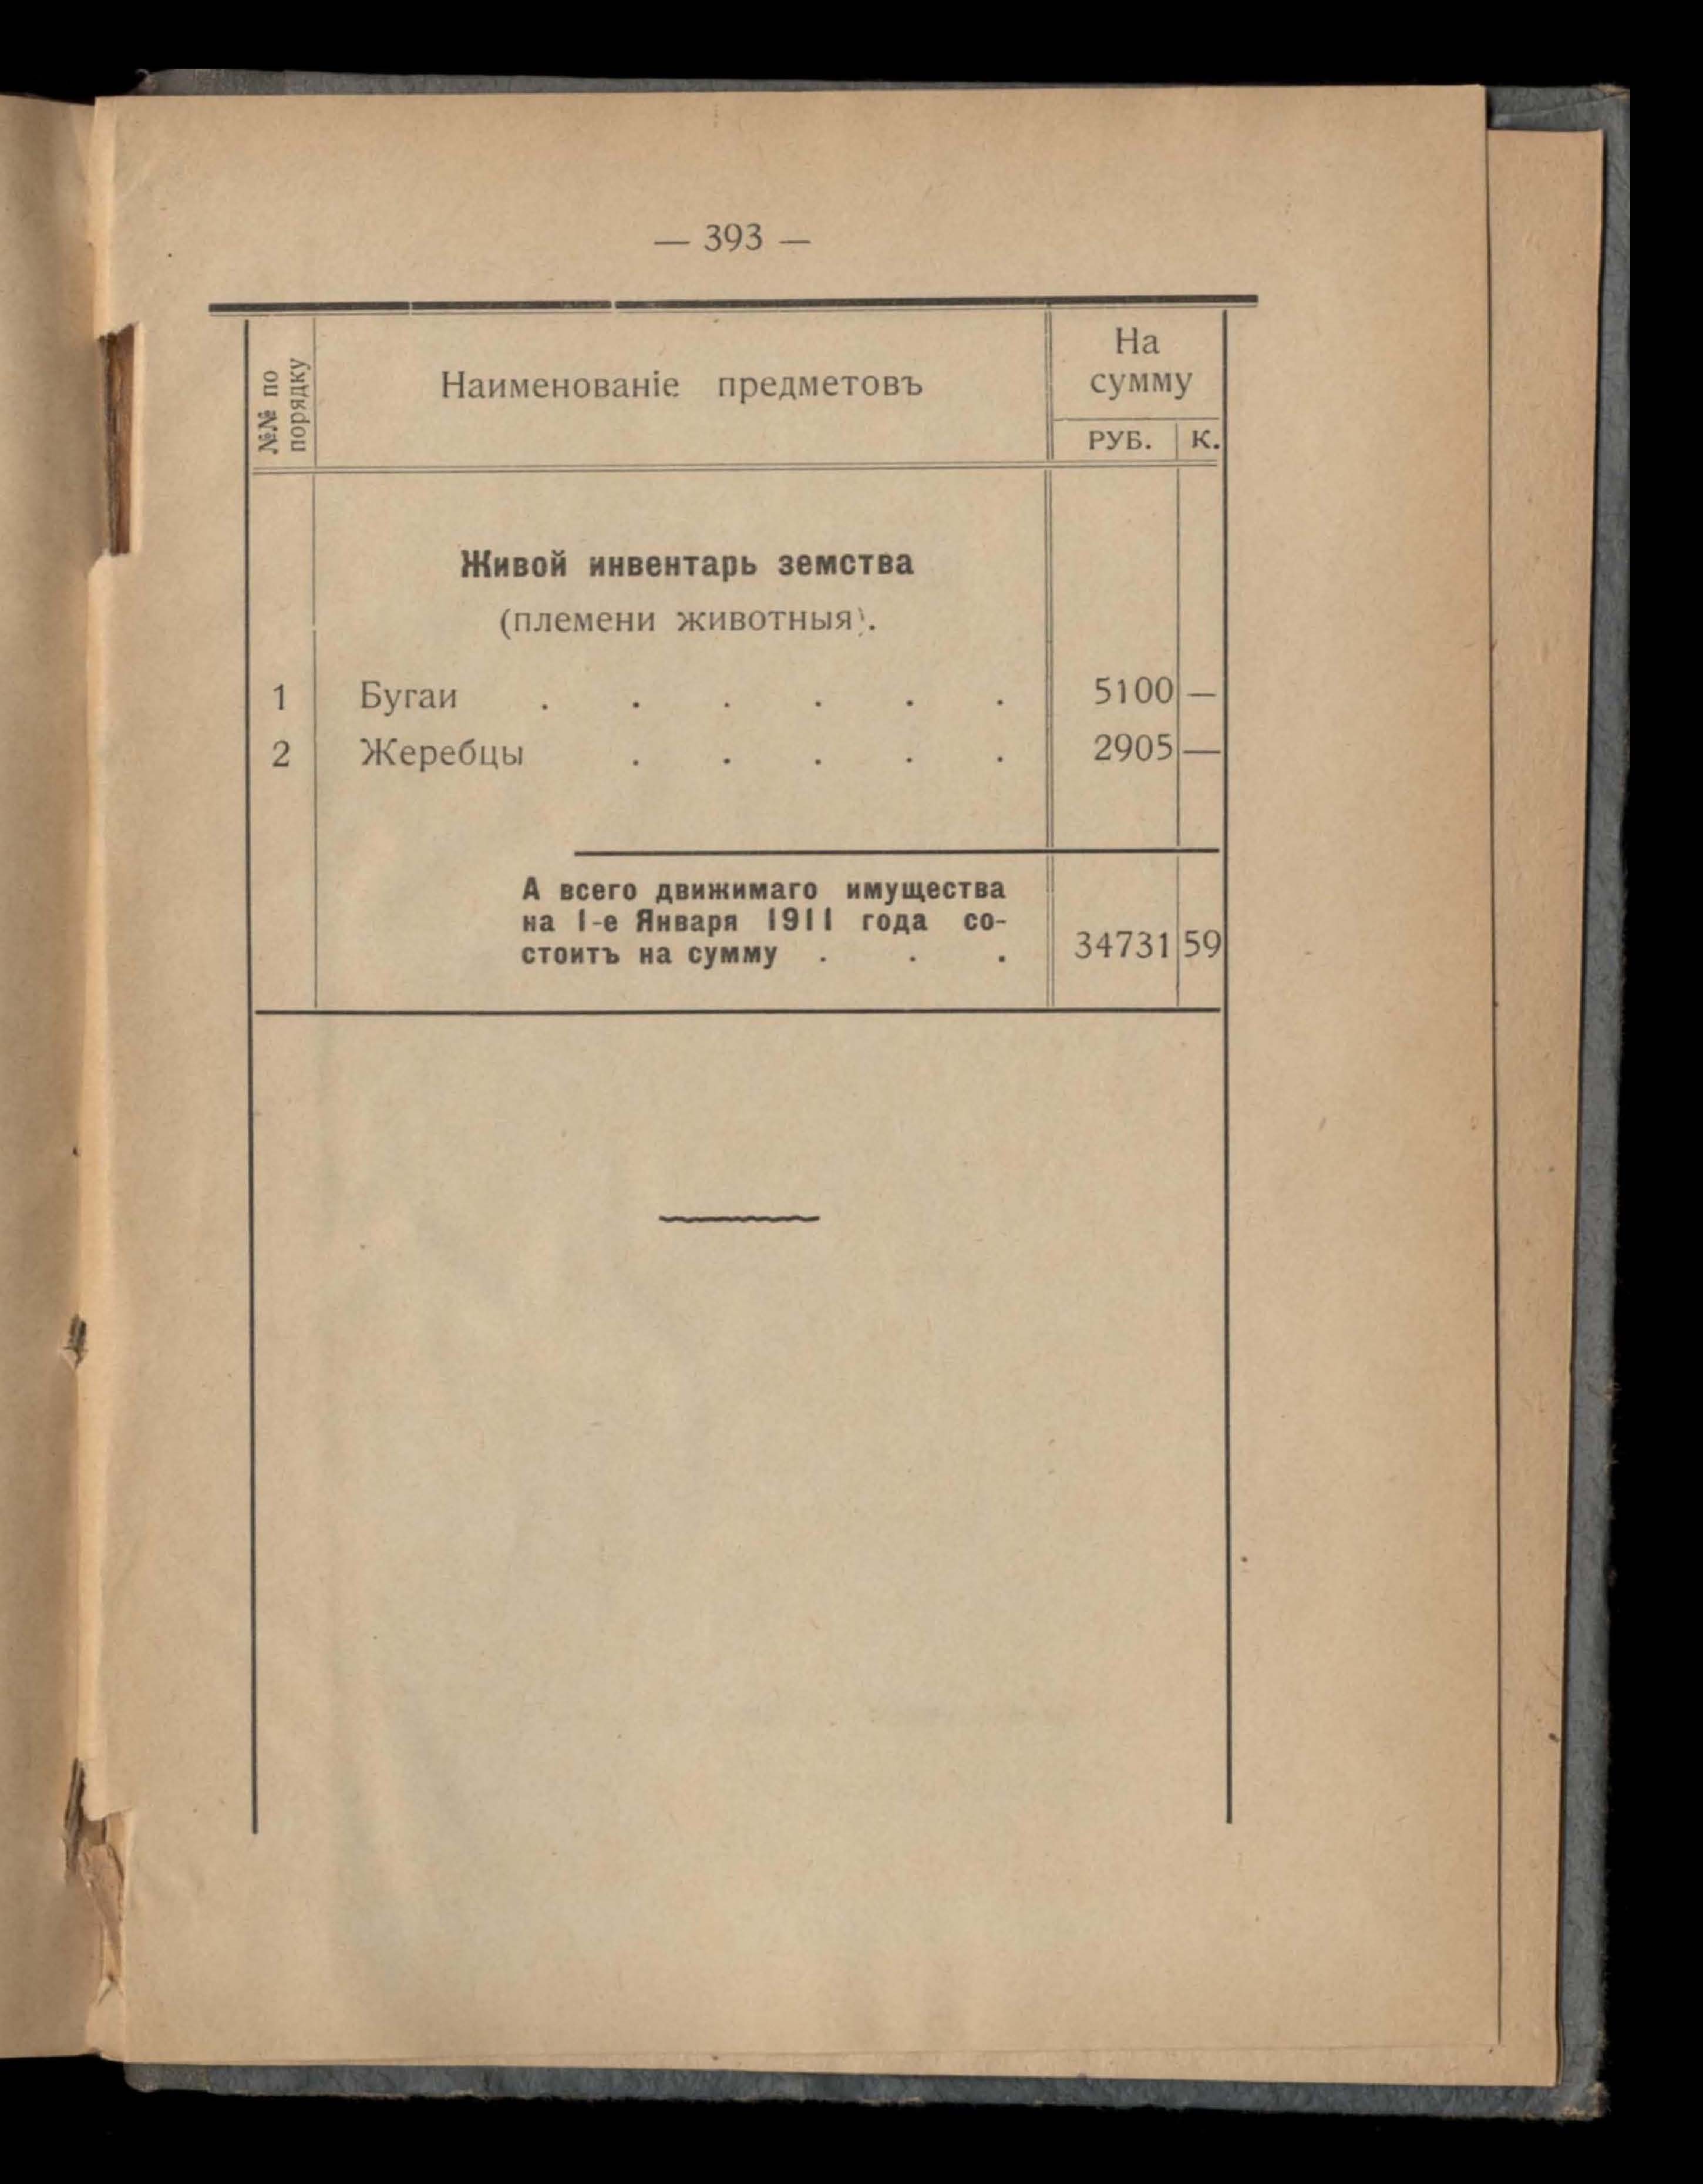 — 393 —
№№ по
порядку
Наименованіе предметовъ
На
сумму
РУБ. К.
Живой инвентарь земства
(племени животныя).
1 Бугаи . . . . . . 5100 —
2 Жеребцы . . . . . 2905 —
А всего движимаго имущества
на 1-е Января 1911 года со-
стоитъ на сумму . . . 34731 59